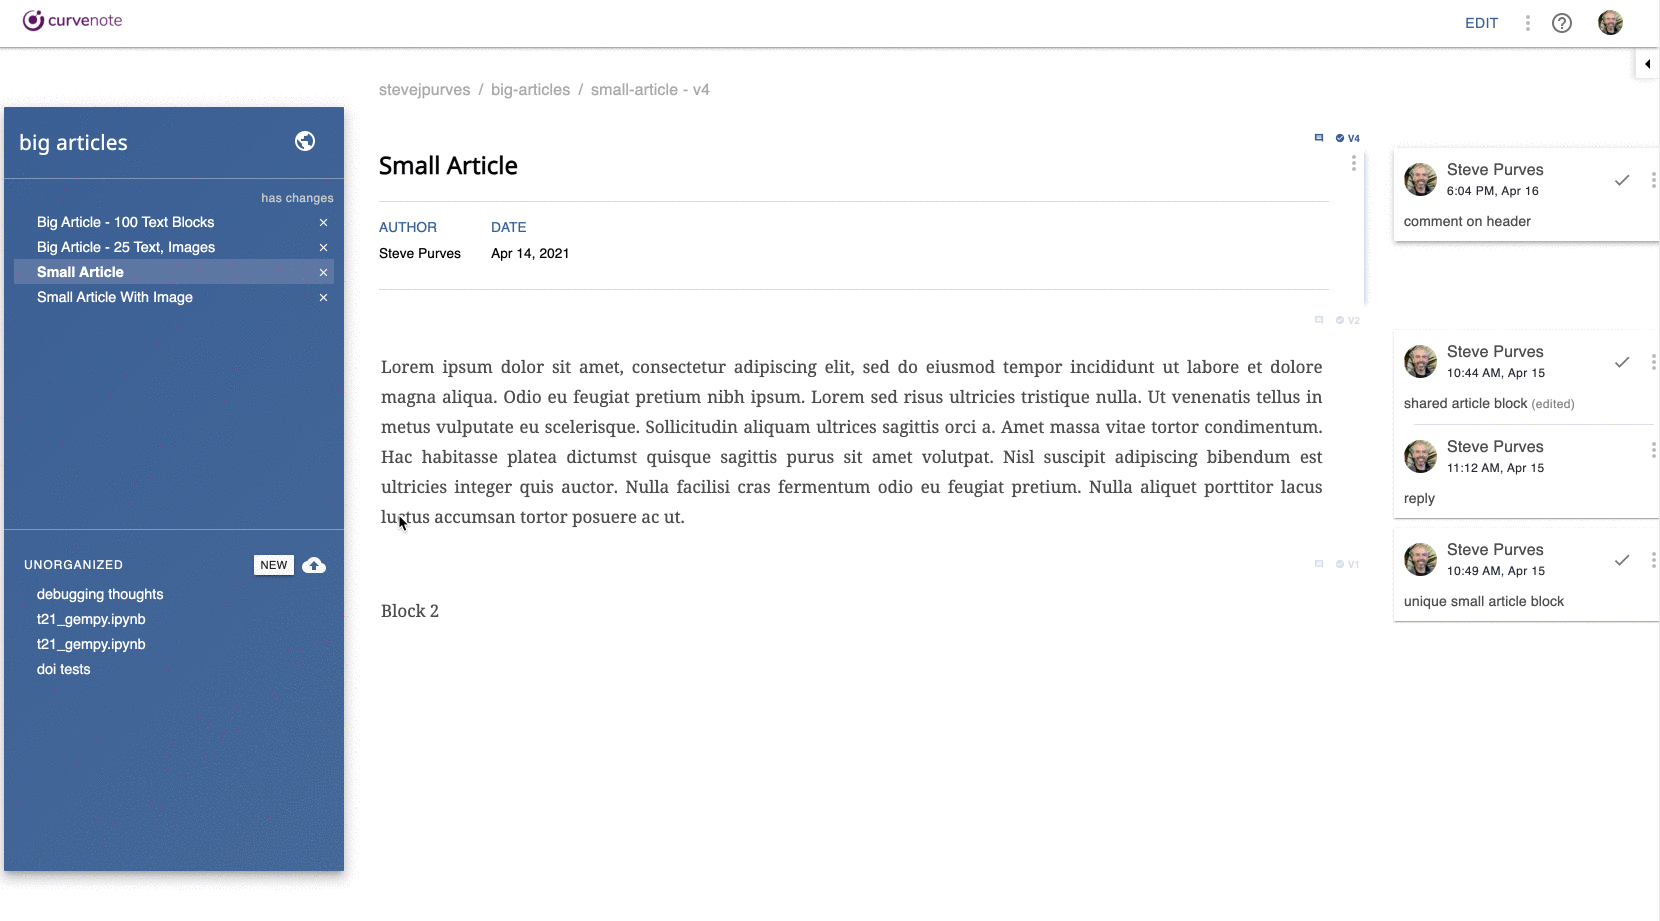 curvenote
EDIT
stevejpurves / big-articles / small-article - v4
big articles
has changes
Big Article - 100 Text Blocks
Big Article - 25 Text, Images
Small Article
Small Article With Image
UNORGANIZED
NEW
debugging thoughts
t21_gempy.ipynb
t21_gempy.ipynb
doi tests
V4
Small Article
AUTHOR DATE
Steve Purves Apr 14, 2021
V2
Lorem ipsum dolor sit amet, consectetur adipiscing elit, sed do eiusmod tempor incididunt ut labore et dolore
magna aliqua. Odio eu feugiat pretium nibh ipsum. Lorem sed risus ultricies tristique nulla. Ut venenatis tellus in
metus vulputate eu scelerisque. Sollicitudin aliquam ultrices sagittis orci a. Amet massa vitae tortor condimentum.
Hac habitasse platea dictumst quisque sagittis purus sit amet volutpat. Nisl suscipit adipiscing bibendum est
ultricies integer quis auctor. Nulla facilisi cras fermentum odio eu feugiat pretium. Nulla aliquet porttitor lacus
luctus accumsan tortor posuere ac ut.
V1
Block 2
Steve Purves
6:04 PM, Apr 16
comment on header
Steve Purves
10:44 AM, Apr 15
shared article block (edited)
Steve Purves
11:12 AM, Apr 15
reply
Steve Purves
10:49 AM, Apr 15
unique small article block